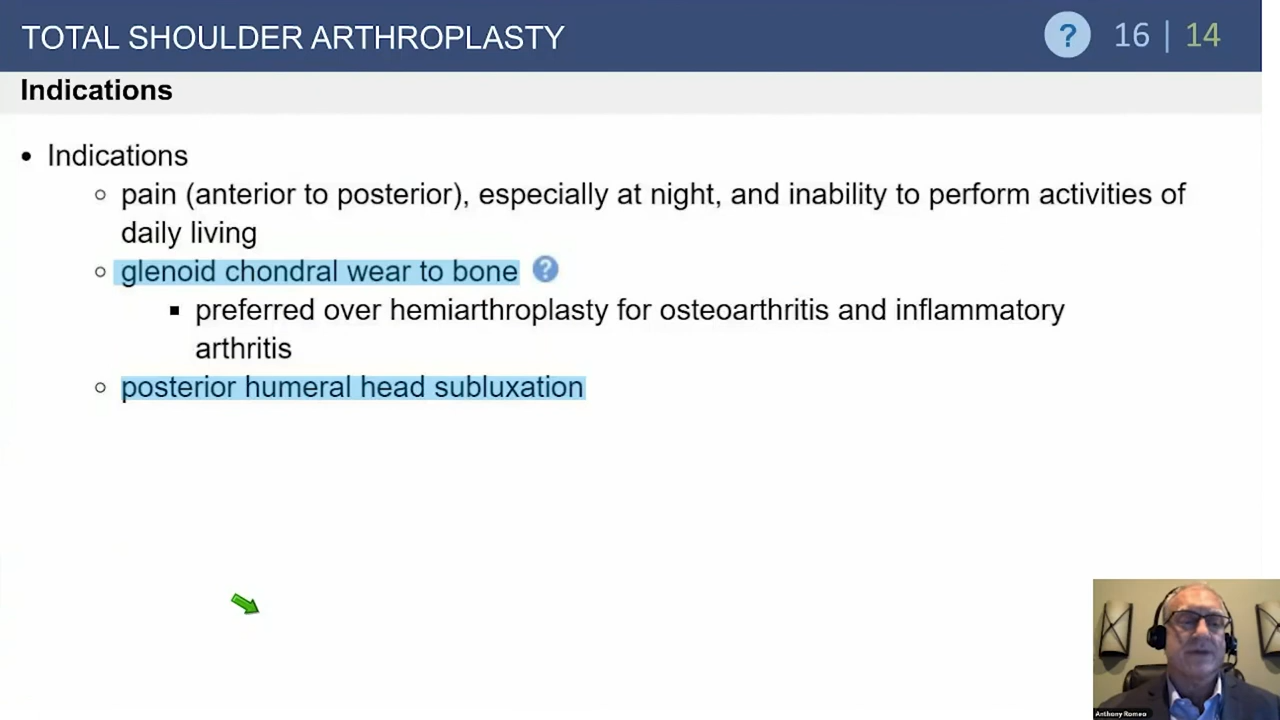 TOTAL SHOULDER ARTHROPLASTY
? 16 | 14
Indications
• Indications
○ pain (anterior to posterior), especially at night, and inability to perform activities of
daily living
○ glenoid chondral wear to bone ?
▪ preferred over hemiarthroplasty for osteoarthritis and inflammatory
arthritis
○ posterior humeral head subluxation
Anthony Romeo